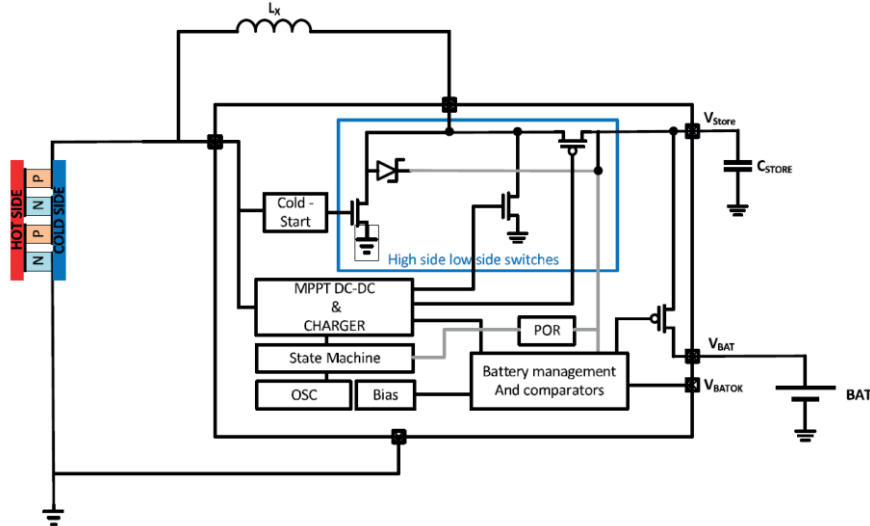 LX
VStore
CSTORE
HOT SIDE
P
N
P
N
COLD SIDE
Cold -
Start
High side low side switches
MPPT DC-DC
&
CHARGER
POR
State Machine
Battery management
And comparators
OSC
Bias
VBAT
VBATOK
BAT